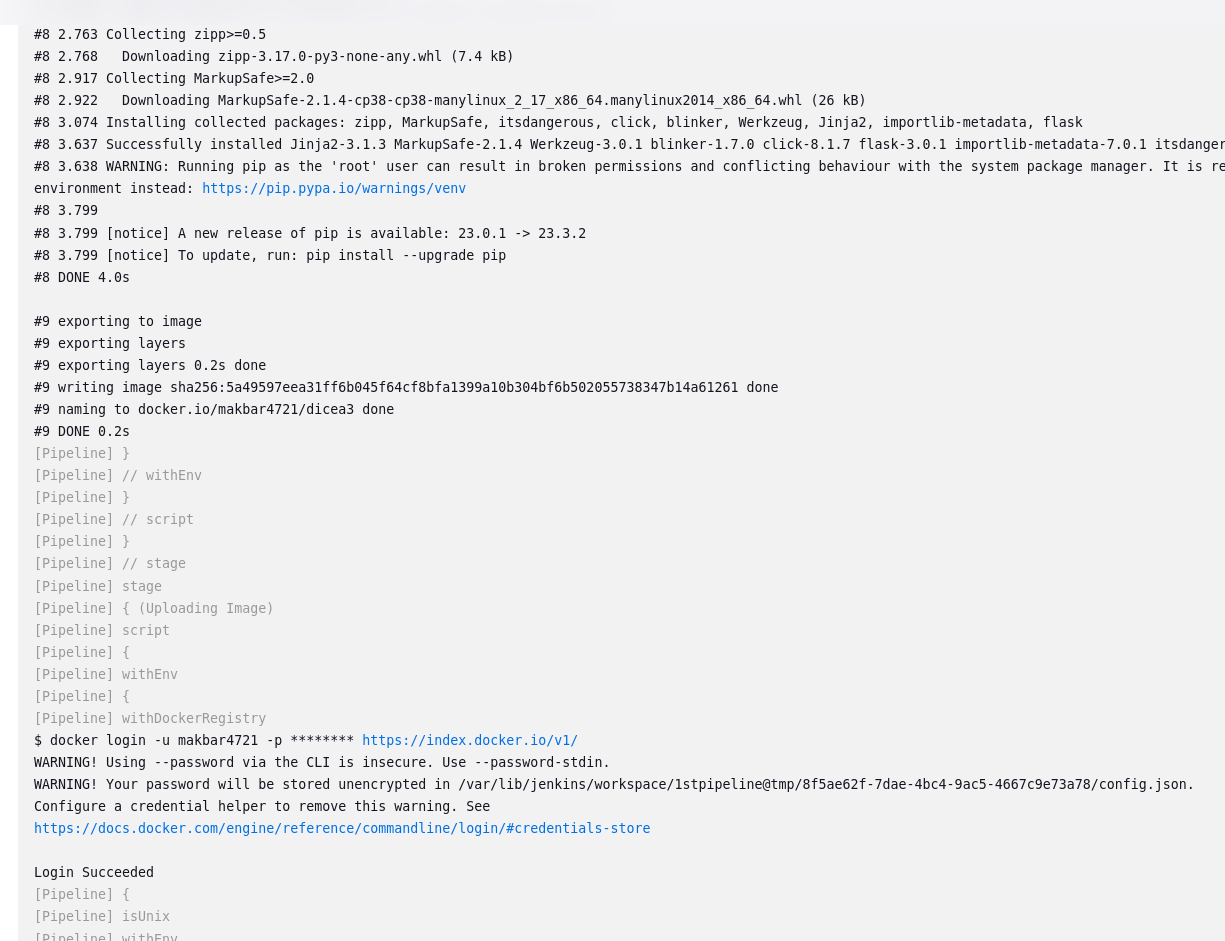 #8 2.763 Collecting zipp>=0.5
#8 2.768   Downloading zipp-3.17.0-py3-none-any.whl (7.4 kB)
#8 2.917 Collecting MarkupSafe>=2.0
#8 2.922   Downloading MarkupSafe-2.1.4-cp38-cp38-manylinux_2_17_x86_64.manylinux2014_x86_64.whl (26 kB)
#8 3.074 Installing collected packages: zipp, MarkupSafe, itsdangerous, click, blinker, Werkzeug, Jinja2, importlib-metadata, flask
#8 3.637 Successfully installed Jinja2-3.1.3 MarkupSafe-2.1.4 Werkzeug-3.0.1 blinker-1.7.0 click-8.1.7 flask-3.0.1 importlib-metadata-7.0.1 itsdanger
#8 3.638 WARNING: Running pip as the 'root' user can result in broken permissions and conflicting behaviour with the system package manager. It is re
environment instead: https://pip.pypa.io/warnings/venv
#8 3.799
#8 3.799 [notice] A new release of pip is available: 23.0.1 -> 23.3.2
#8 3.799 [notice] To update, run: pip install --upgrade pip
#8 DONE 4.0s

#9 exporting to image
#9 exporting layers
#9 exporting layers 0.2s done
#9 writing image sha256:5a49597eea31ff6b045f64cf8bfa1399a10b304bf6b502055738347b14a61261 done
#9 naming to docker.io/makbar4721/dicea3 done
#9 DONE 0.2s
[Pipeline] }
[Pipeline] // withEnv
[Pipeline] }
[Pipeline] // script
[Pipeline] }
[Pipeline] // stage
[Pipeline] stage
[Pipeline] { (Uploading Image)
[Pipeline] script
[Pipeline] {
[Pipeline] withEnv
[Pipeline] {
[Pipeline] withDockerRegistry
$ docker login -u makbar4721 -p ******** https://index.docker.io/v1/
WARNING! Using --password via the CLI is insecure. Use --password-stdin.
WARNING! Your password will be stored unencrypted in /var/lib/jenkins/workspace/1stpipeline@tmp/8f5ae62f-7dae-4bc4-9ac5-4667c9e73a78/config.json.
Configure a credential helper to remove this warning. See
https://docs.docker.com/engine/reference/commandline/login/#credentials-store

Login Succeeded
[Pipeline] {
[Pipeline] isUnix
[Pipeline] withEnv